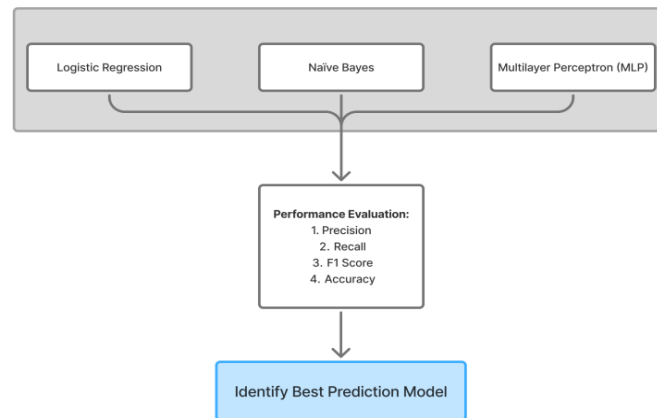 Logistic Regression
Naïve Bayes
Multilayer Perceptron (MLP)
Performance Evaluation:
1. Precision
2. Recall
3. F1 Score
4. Accuracy
Identify Best Prediction Model